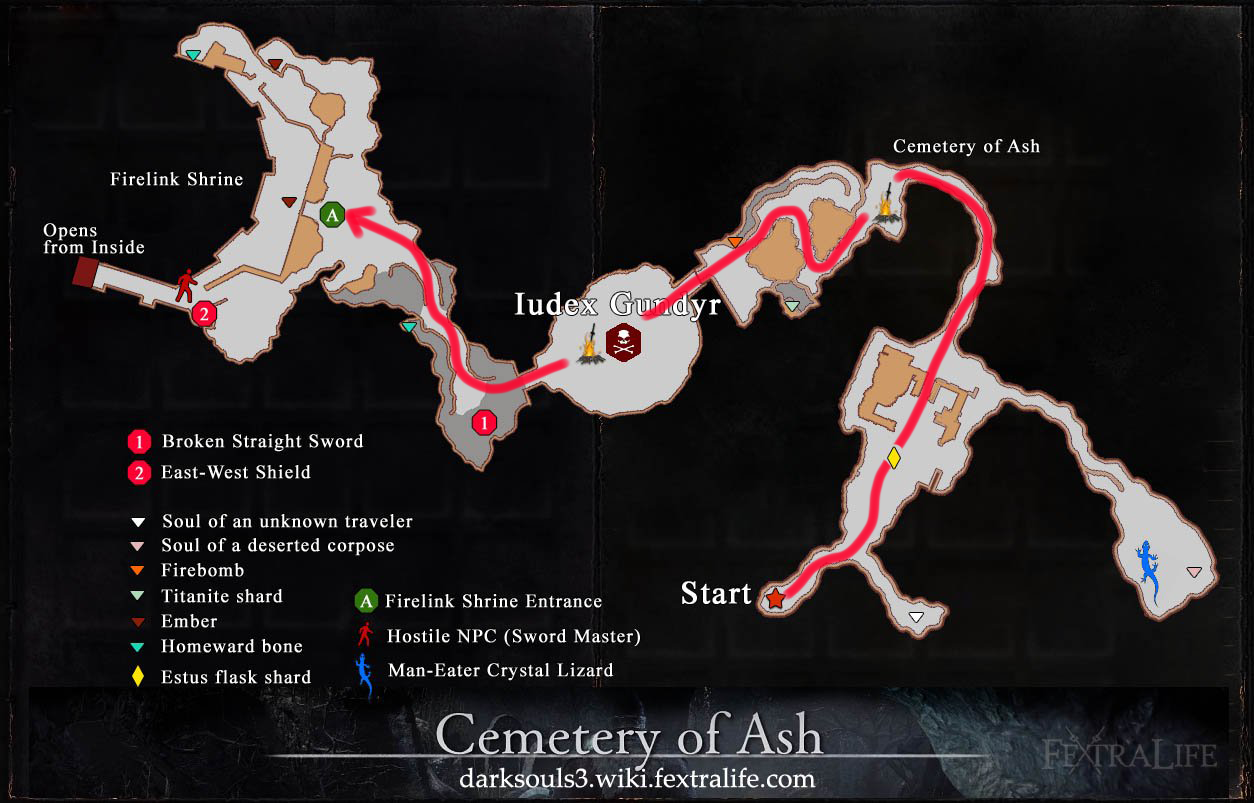 Cemetery of Ash
Firelink Shrine
A
Opens
from Inside
2
Iudex Gundyr
1
1 Broken Straight Sword
2 East-West Shield
Soul of an unknown traveler
Soul of a deserted corpose
Firebomb
Titanite shard
Ember
Homeward bone
Estus flask shard
Start
A Firelink Shrine Entrance
Hostile NPC (Sword Master)
Man-Eater Crystal Lizard
Cemetery of Ash
darksouls3.wiki.fextralife.com
FEXTRALIFE